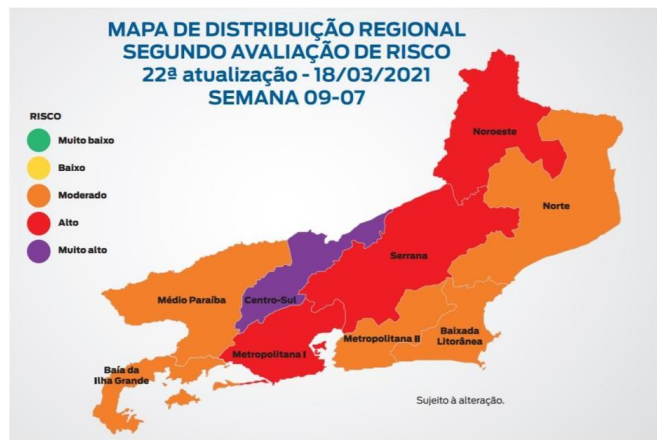 MAPA DE DISTRIBUIÇÃO REGIONAL
SEGUNDO AVALIAÇÃO DE RISCO
22ª atualização - 18/03/2021
SEMANA 09-07
RISCO
Muito baixo
Baixo
Moderado
Alto
Muito alto
Noroeste
Norte
Serrana
Médio Paraíba
Centro-Sul
Metropolitana I
Metropolitana II
Baixada
Litorânea
Baía da
Ilha Grande
Sujeito à alteração.